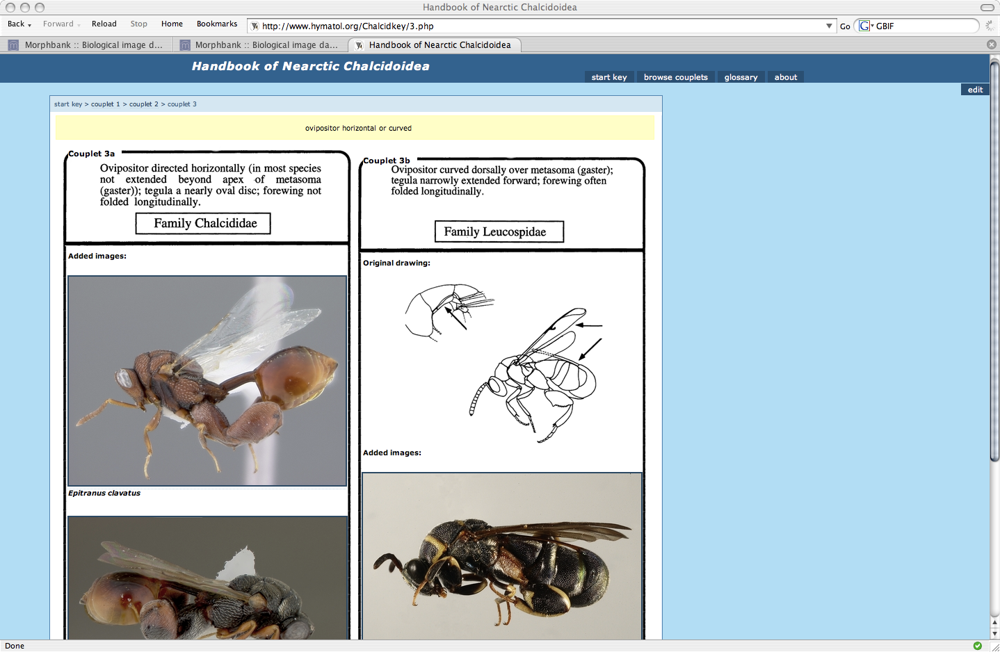 Handbook of Nearctic Chalcidoidea
Back Forward Reload Stop Home Bookmarks http://www.hymatol.org/Chalcidkey/3.php Go G GBIF
Morphbank :: Biological image d... Morphbank :: Biological image da... Handbook of Nearctic Chalcidoidea
Handbook of Nearctic Chalcidoidea
start key browse couplets glossary about
edit
start key > couplet 1 > couplet 2 > couplet 3
ovipositor horizontal or curved
Couplet 3a
Ovipositor directed horizontally (in most species
not extended beyond apex of metasoma
(gaster)); tegula a nearly oval disc; forewing not
folded longitudinally.
Family Chalcididae
Added images:
Epitranus clavatus
Couplet 3b
Ovipositor curved dorsally over metasoma (gaster);
tegula narrowly extended forward; forewing often
folded longitudinally.
Family Leucospidae
Original drawing:
Added images:
Done